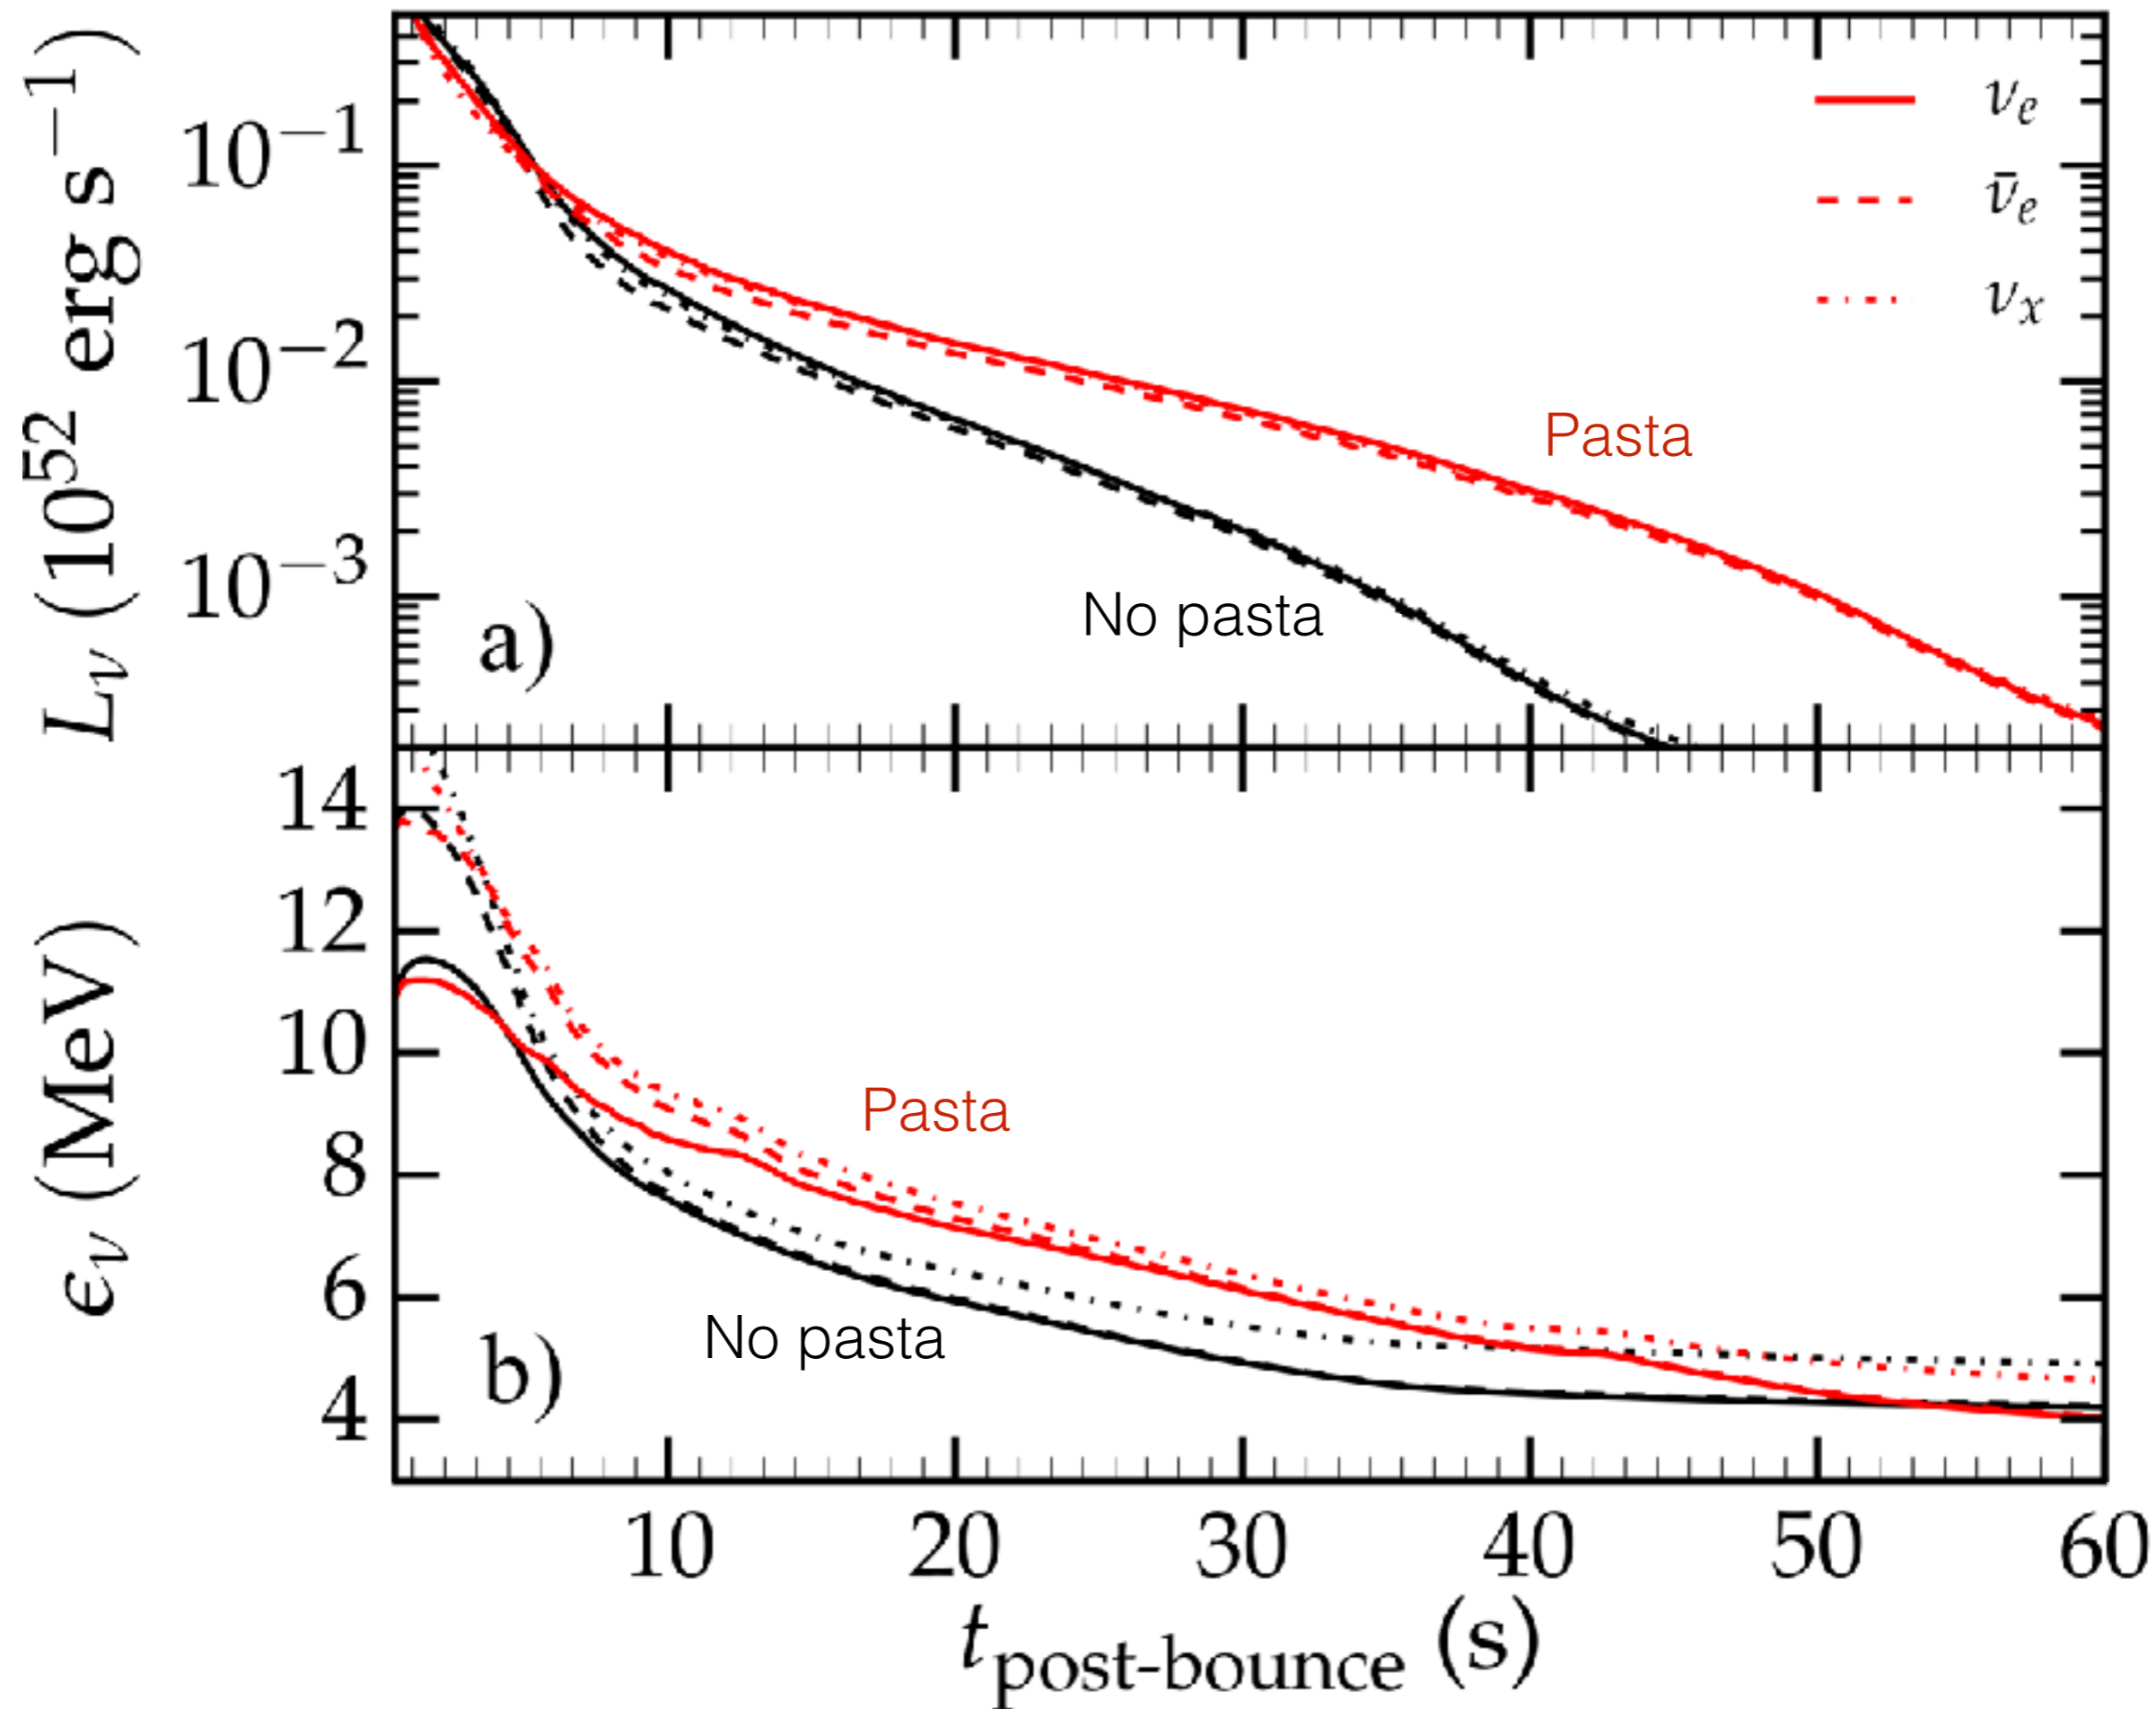 L_ν (10^52 erg s^−1)
10^−1
10^−2
10^−3
ν_e
ν̄_e
ν_x
Pasta
No pasta
a)
ϵ_ν (MeV)
14
12
10
8
6
4
Pasta
No pasta
b)
10 20 30 40 50 60
t_post-bounce (s)